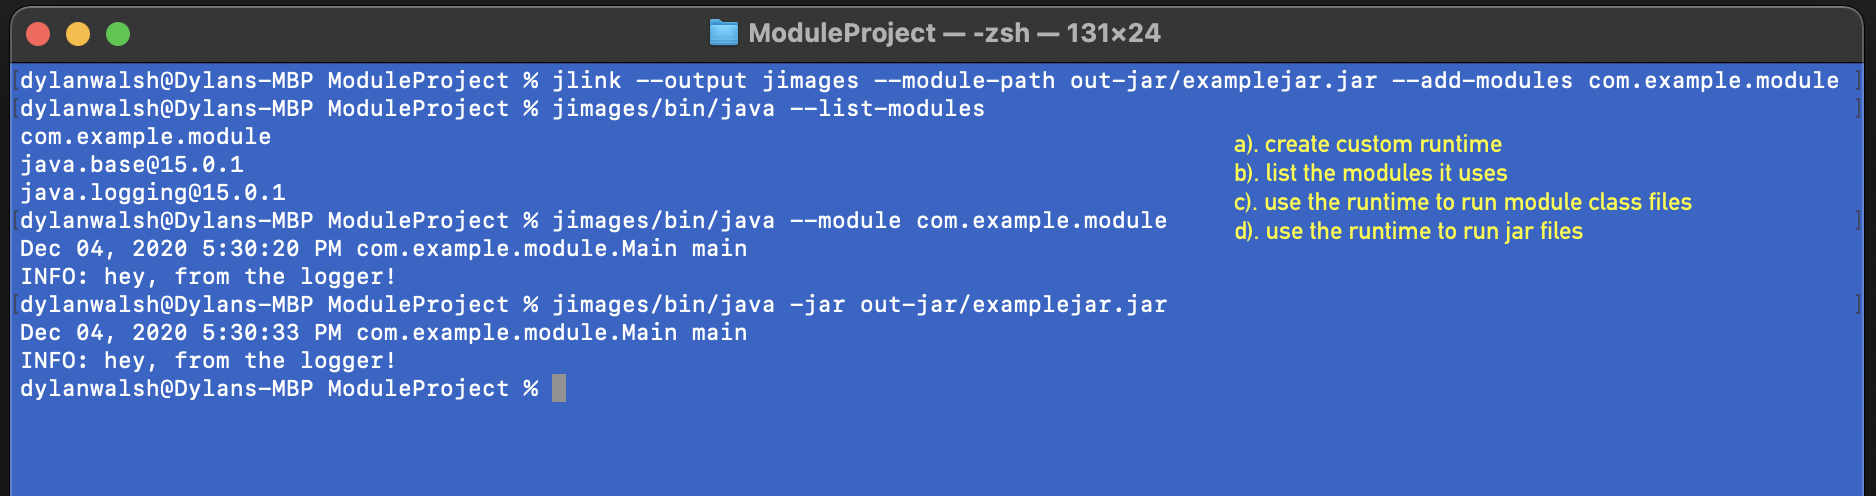 ModuleProject — -zsh — 131×24
dylanwalsh@Dylans-MBP ModuleProject % jlink --output jimages --module-path out-jar/examplejar.jar --add-modules com.example.module
dylanwalsh@Dylans-MBP ModuleProject % jimages/bin/java --list-modules
com.example.module
java.base@15.0.1
java.logging@15.0.1
dylanwalsh@Dylans-MBP ModuleProject % jimages/bin/java --module com.example.module
Dec 04, 2020 5:30:20 PM com.example.module.Main main
INFO: hey, from the logger!
dylanwalsh@Dylans-MBP ModuleProject % jimages/bin/java -jar out-jar/examplejar.jar
Dec 04, 2020 5:30:33 PM com.example.module.Main main
INFO: hey, from the logger!
dylanwalsh@Dylans-MBP ModuleProject %
a). create custom runtime
b). list the modules it uses
c). use the runtime to run module class files
d). use the runtime to run jar files